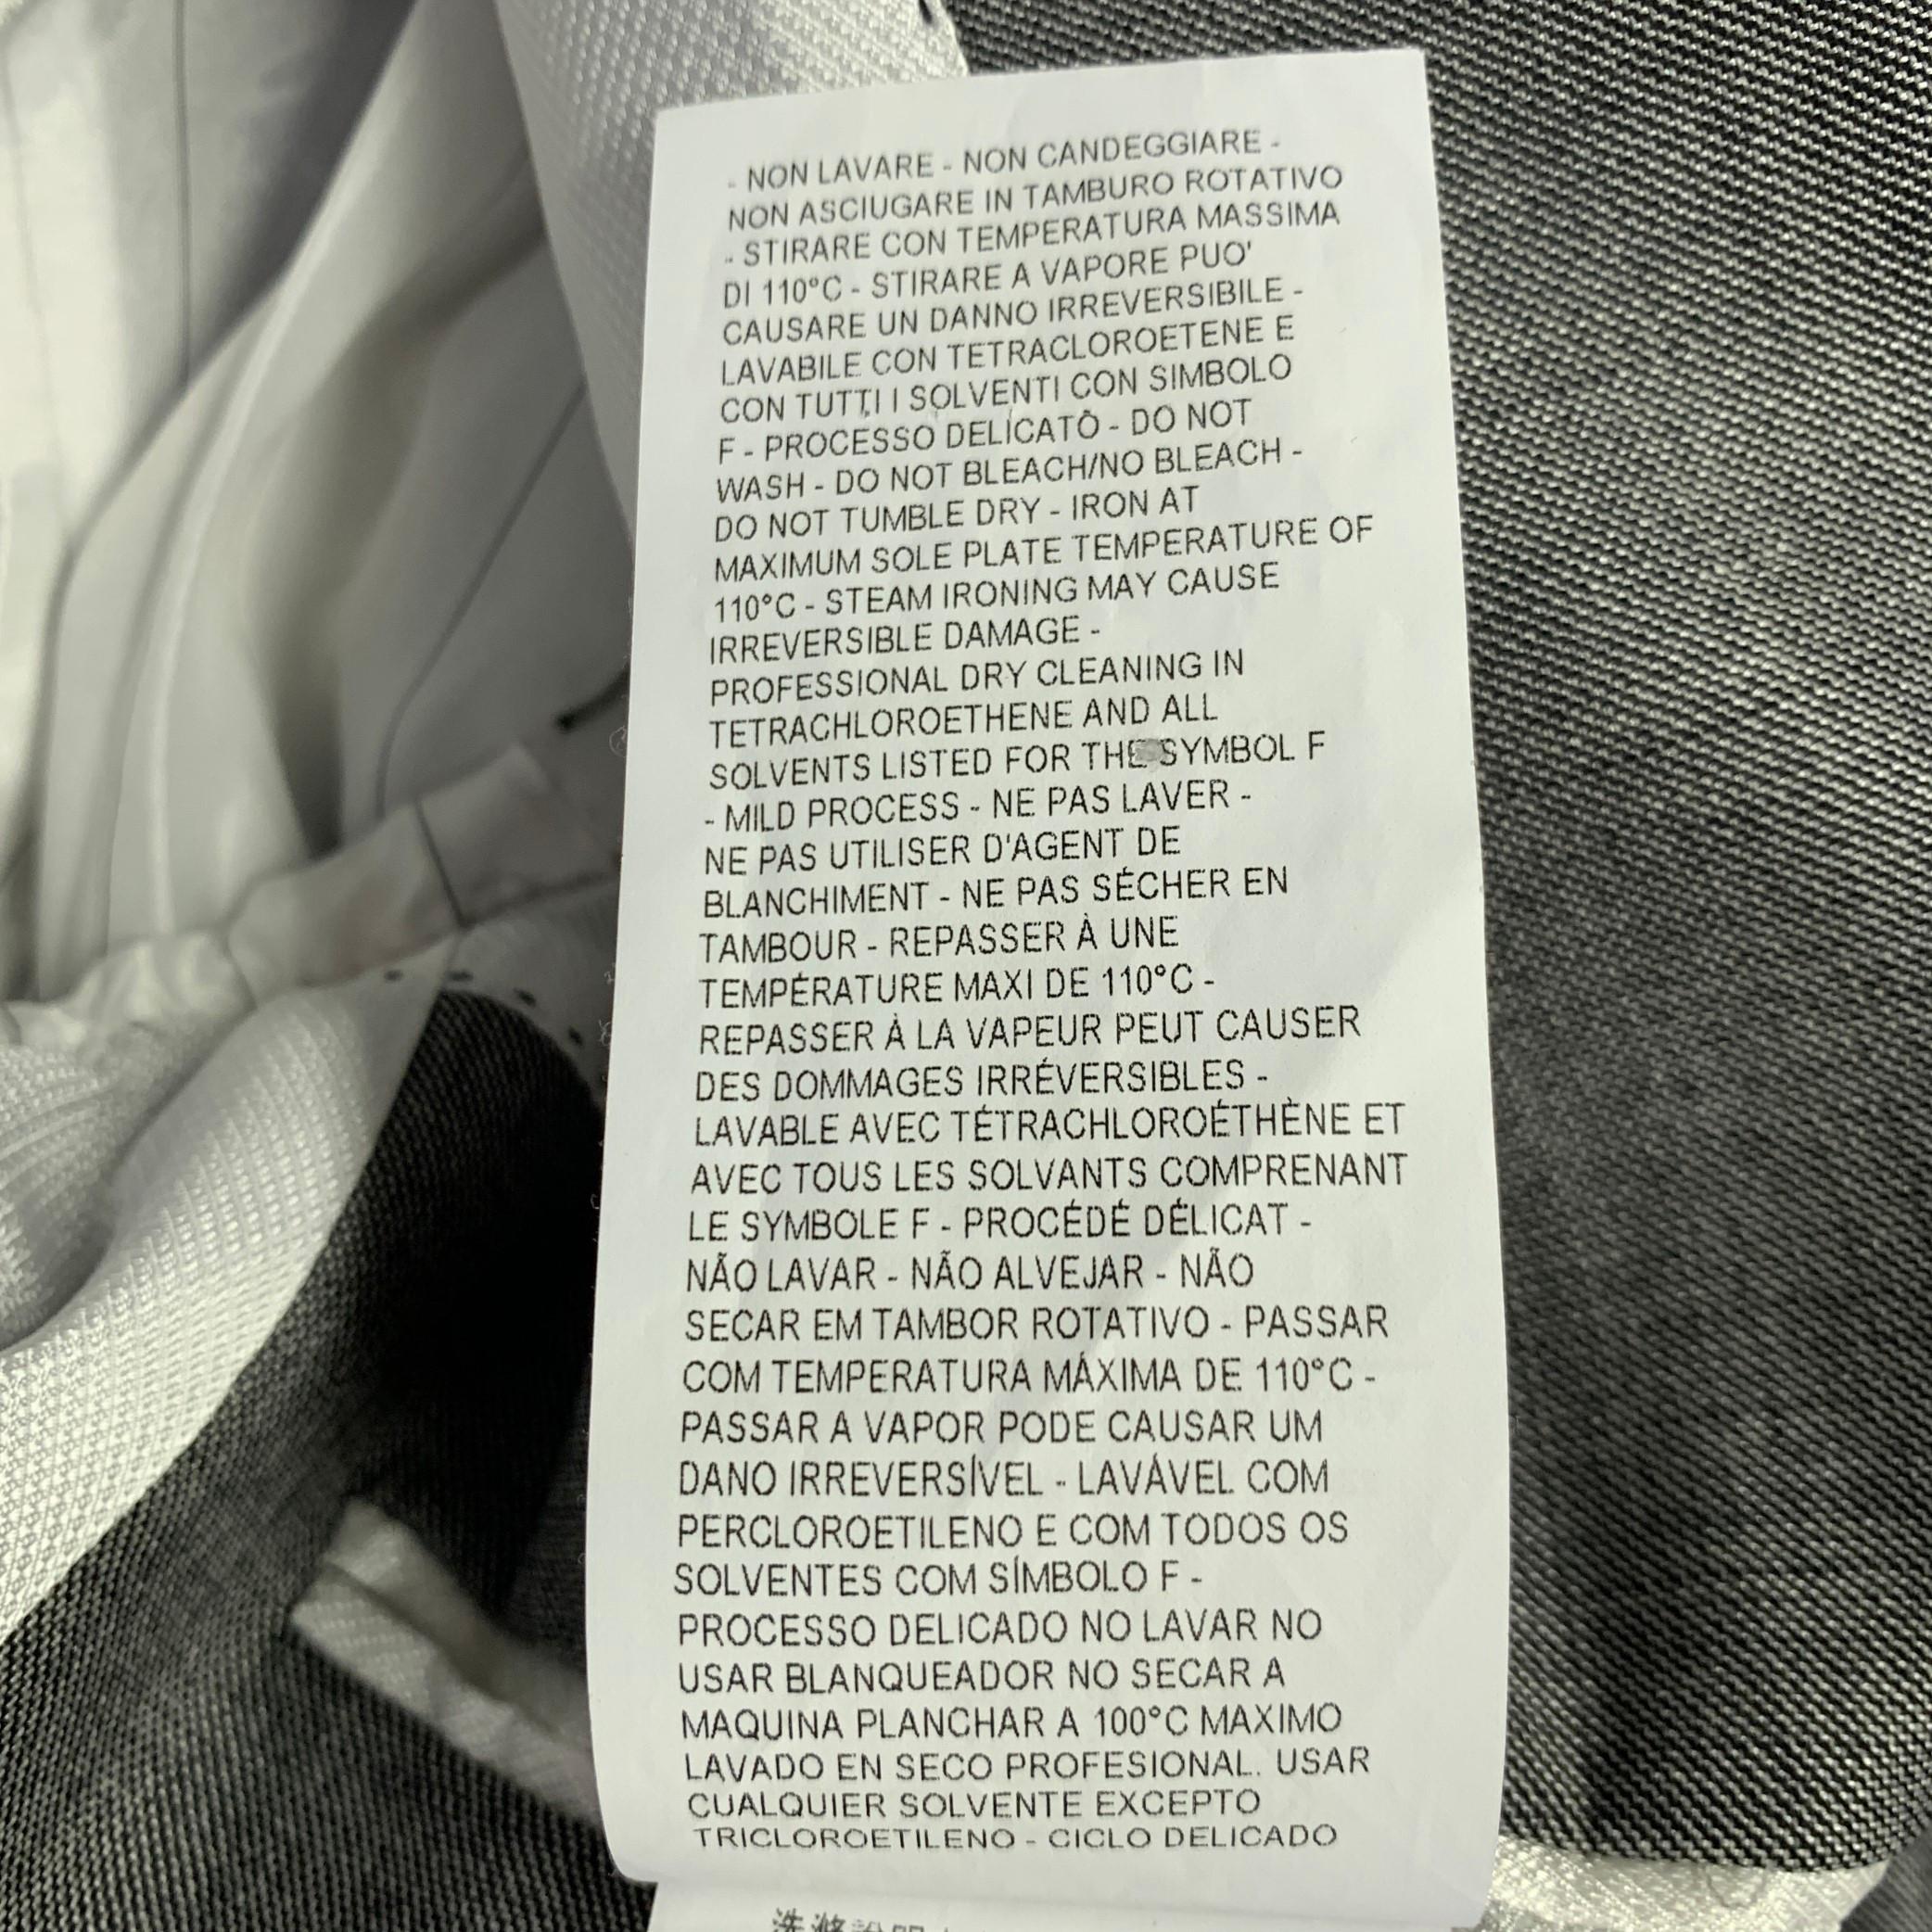 - NON LAVARE - NON CANDEGGIARE -
NON ASCIUGARE IN TAMBURO ROTATIVO
- STIRARE CON TEMPERATURA MASSIMA
DI 110°C - STIRARE A VAPORE PUO'
CAUSARE UN DANNO IRREVERSIBILE -
LAVABILE CON TETRACLOROETENE E
CON TUTTI I SOLVENTI CON SIMBOLO
F - PROCESSO DELICATO - DO NOT
WASH - DO NOT BLEACH/NO BLEACH -
DO NOT TUMBLE DRY - IRON AT
MAXIMUM SOLE PLATE TEMPERATURE OF
110°C - STEAM IRONING MAY CAUSE
IRREVERSIBLE DAMAGE -
PROFESSIONAL DRY CLEANING IN
TETRACHLOROETHENE AND ALL
SOLVENTS LISTED FOR THE SYMBOL F
- MILD PROCESS - NE PAS LAVER -
NE PAS UTILISER D'AGENT DE
BLANCHIMENT - NE PAS SÉCHER EN
TAMBOUR - REPASSER À UNE
TEMPÉRATURE MAXI DE 110°C -
REPASSER À LA VAPEUR PEUT CAUSER
DES DOMMAGES IRRÉVERSIBLES -
LAVABLE AVEC TÉTRACHLOROÉTHÈNE ET
AVEC TOUS LES SOLVANTS COMPRENANT
LE SYMBOLE F - PROCÉDÉ DÉLICAT -
NÃO LAVAR - NÃO ALVEJAR - NÃO
SECAR EM TAMBOR ROTATIVO - PASSAR
COM TEMPERATURA MÁXIMA DE 110°C -
PASSAR A VAPOR PODE CAUSAR UM
DANO IRREVERSÍVEL - LAVÁVEL COM
PERCLOROETILENO E COM TODOS OS
SOLVENTES COM SÍMBOLO F -
PROCESSO DELICADO NO LAVAR NO
USAR BLANQUEADOR NO SECAR A
MAQUINA PLANCHAR A 100°C MAXIMO
LAVADO EN SECO PROFESIONAL. USAR
CUALQUIER SOLVENTE EXCEPTO
TRICLOROETILENO - CICLO DELICADO